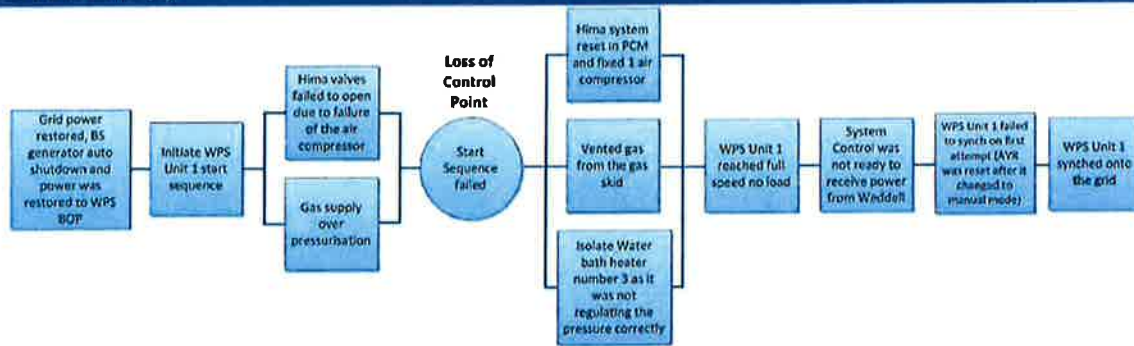 Grid power
restored, BS
generator auto
shutdown and
power was
restored to WPS
BOP
Initiate WPS
Unit 1 start
sequence
Hima valves
failed to open
due to failure
of the air
compressor
Gas supply
over
pressurisation
Loss of
Control
Point
Start
Sequence
failed
Hima system
reset in PCM
and fixed 1 air
compressor
Vented gas
from the gas
skid
Isolate Water
bath heater
number 3 as it
was not
regulating the
pressure correctly
WPS Unit 1
reached full
speed no load
System
Control was
not ready to
receive power
from Weddell
WPS Unit 1 failed
to synch on first
attempt (AVR
was reset after it
changed to
manual mode)
WPS Unit 1
synched onto
the grid